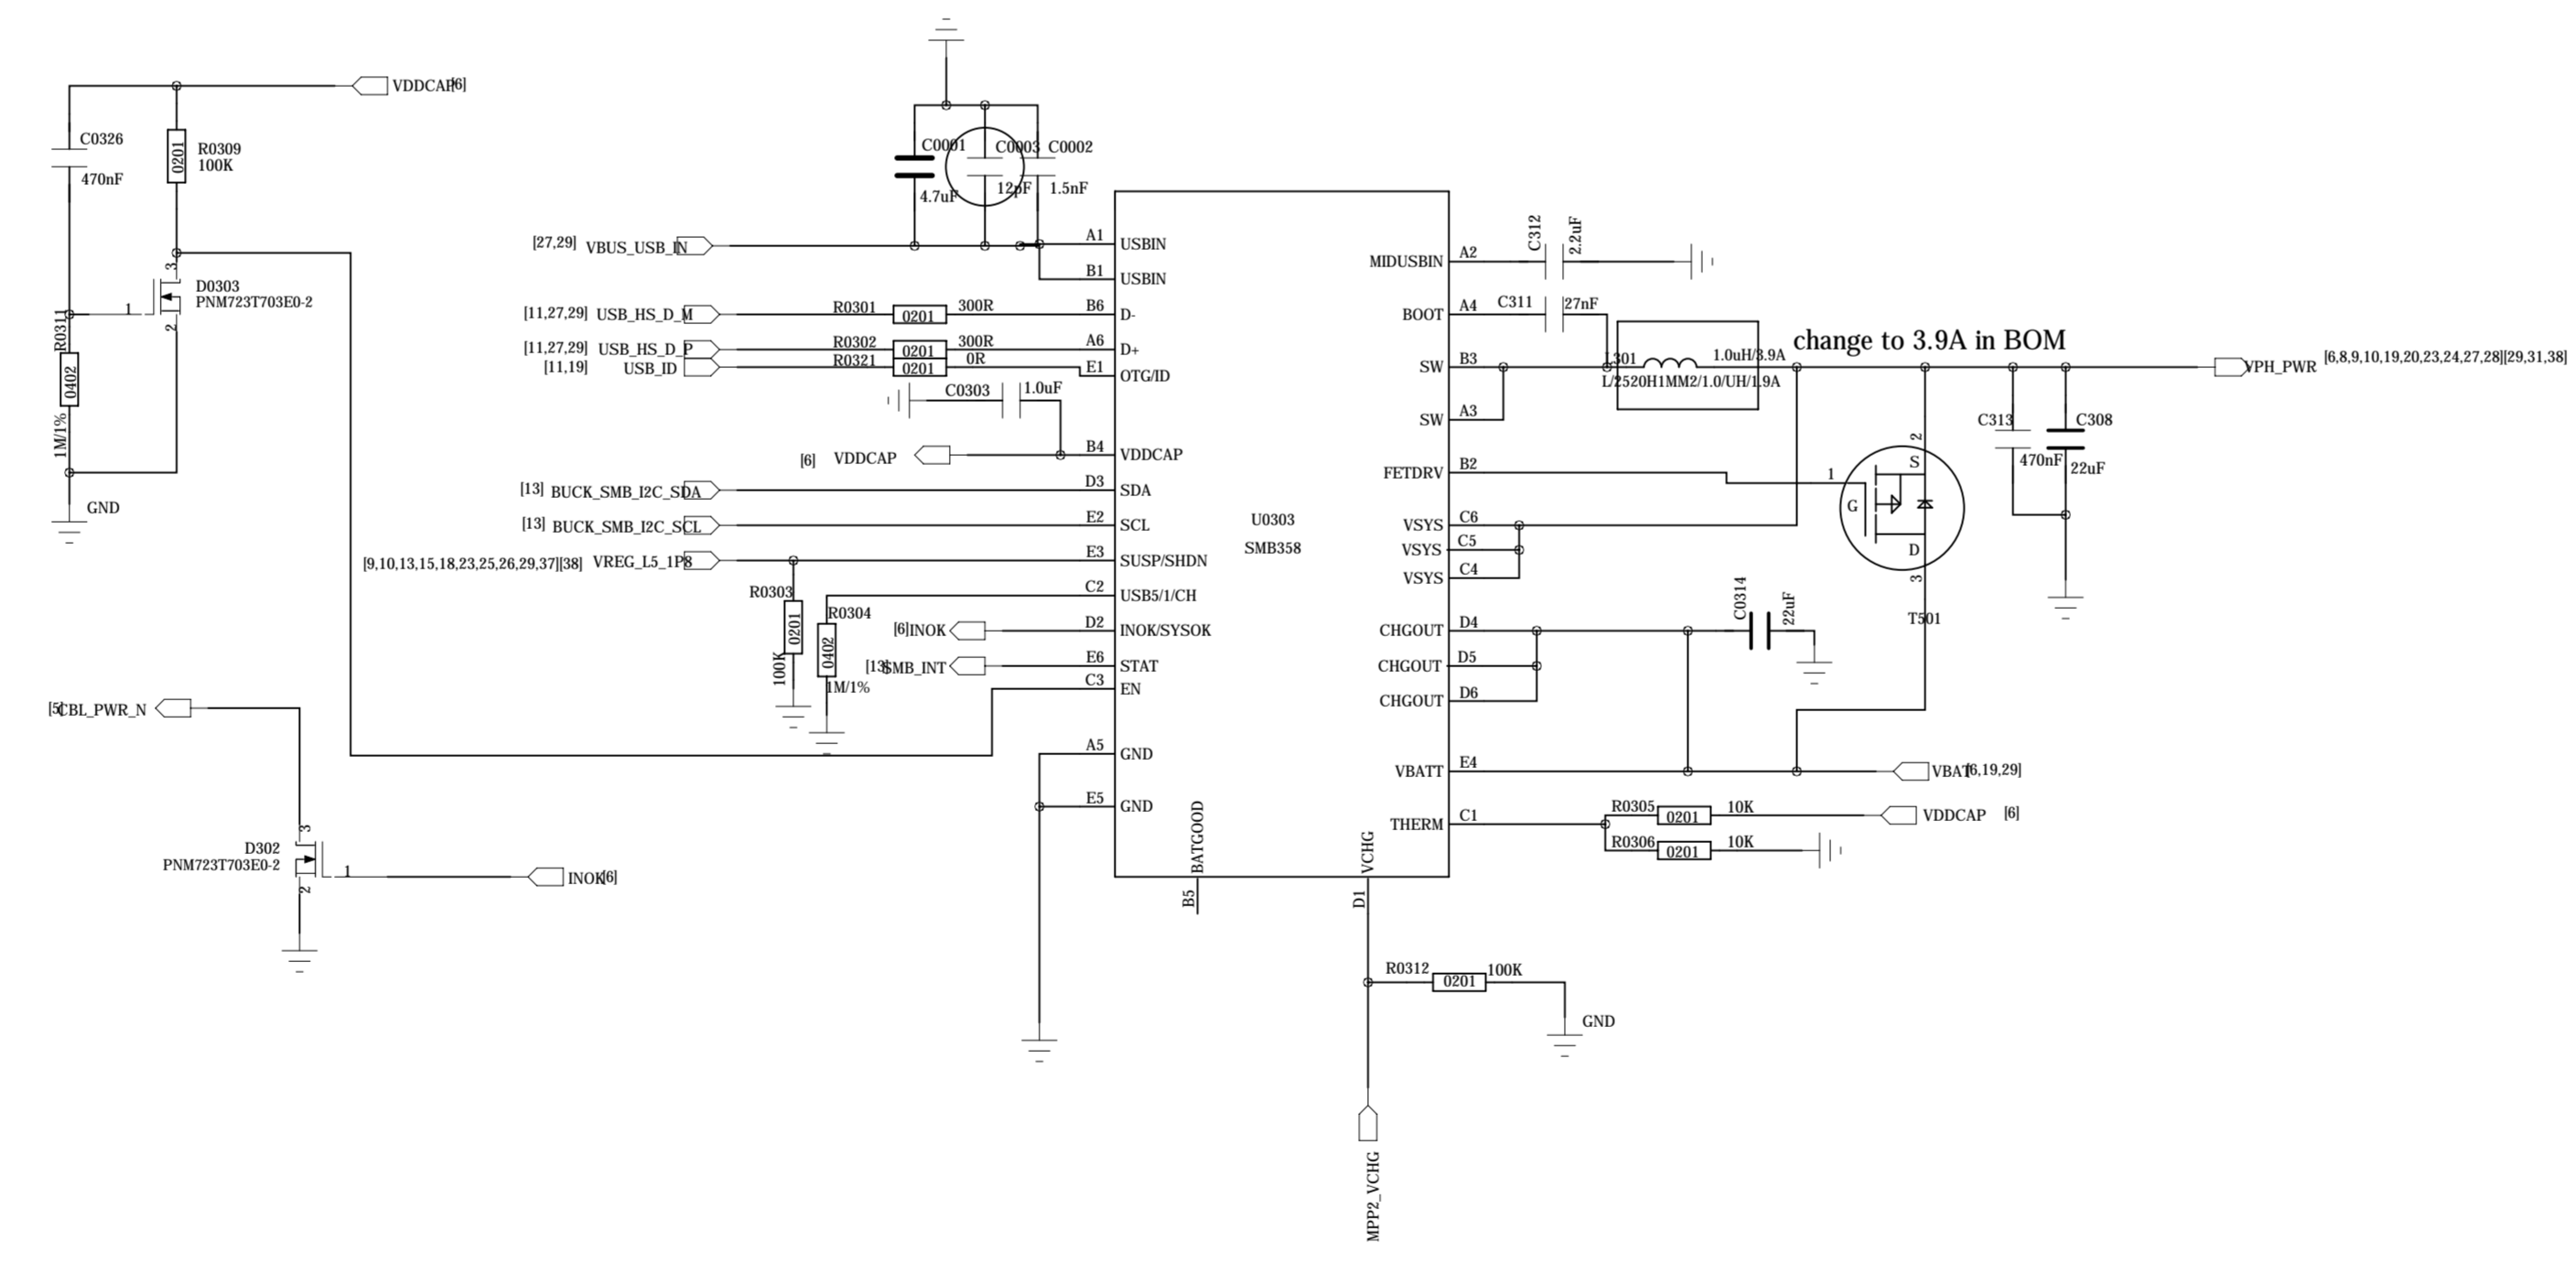 VDDCAP[6]
C0326
470nF
0201
R0309
100K
3
1
2
D0303
PNM723T703E0-2
R0311
0402
1M/1%
GND
[5]
CBL_PWR_N
3
D302
PNM723T703E0-2
1
2
INOK[6]
C0001
4.7uF
C0003
12pF
C0002
1.5nF
[27,29] VBUS_USB_IN
[11,27,29] USB_HS_D_M
R0301
0201
300R
[11,27,29] USB_HS_D_P
R0302
0201
300R
[11,19] USB_ID
R0321
0201
0R
C0303
1.0uF
[6] VDDCAP
[13] BUCK_SMB_I2C_SDA
[13] BUCK_SMB_I2C_SCL
[9,10,13,15,18,23,25,26,29,37][38] VREG_L5_1P8
R0303
0201
100K
R0304
0402
1M/1%
[6]INOK
[13]SMB_INT
A1 USBIN
B1 USBIN
B6 D-
A6 D+
E1 OTG/ID
B4 VDDCAP
D3 SDA
E2 SCL
E3 SUSP/SHDN
C2 USB5/1/CH
D2 INOK/SYSOK
E6 STAT
C3 EN
A5 GND
E5 GND
U0303
SMB358
BATGOOD
B5
VCHG
D1
MIDUSBIN A2
BOOT A4
SW B3
SW A3
FETDRV B2
VSYS C6
VSYS C5
VSYS C4
CHGOUT D4
CHGOUT D5
CHGOUT D6
VBATT E4
THERM C1
C312
2.2uF
C311
27nF
L301
1.0uH/3.9A
L/2520H1MM2/1.0/UH/1.9A
change to 3.9A in BOM
VPH_PWR [6,8,9,10,19,20,23,24,27,28][29,31,38]
C313
470nF
C308
22uF
2
S
1
G
D
3
T501
C0314
22uF
VBAT[6,19,29]
R0305
0201
10K
VDDCAP [6]
R0306
0201
10K
R0312
0201
100K
GND
MPP2_VCHG